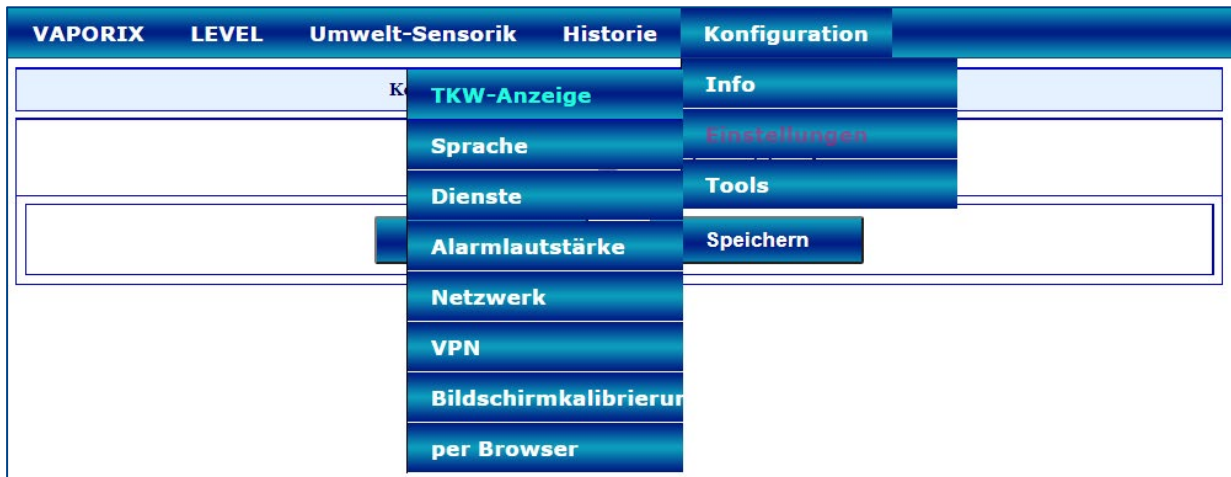 VAPORIX LEVEL Umwelt-Sensorik Historie Konfiguration
TKW-Anzeige
Sprache
Dienste
Alarmlautstärke
Netzwerk
VPN
Bildschirmkalibrierun
per Browser
Info
Einstellungen
Tools
Speichern